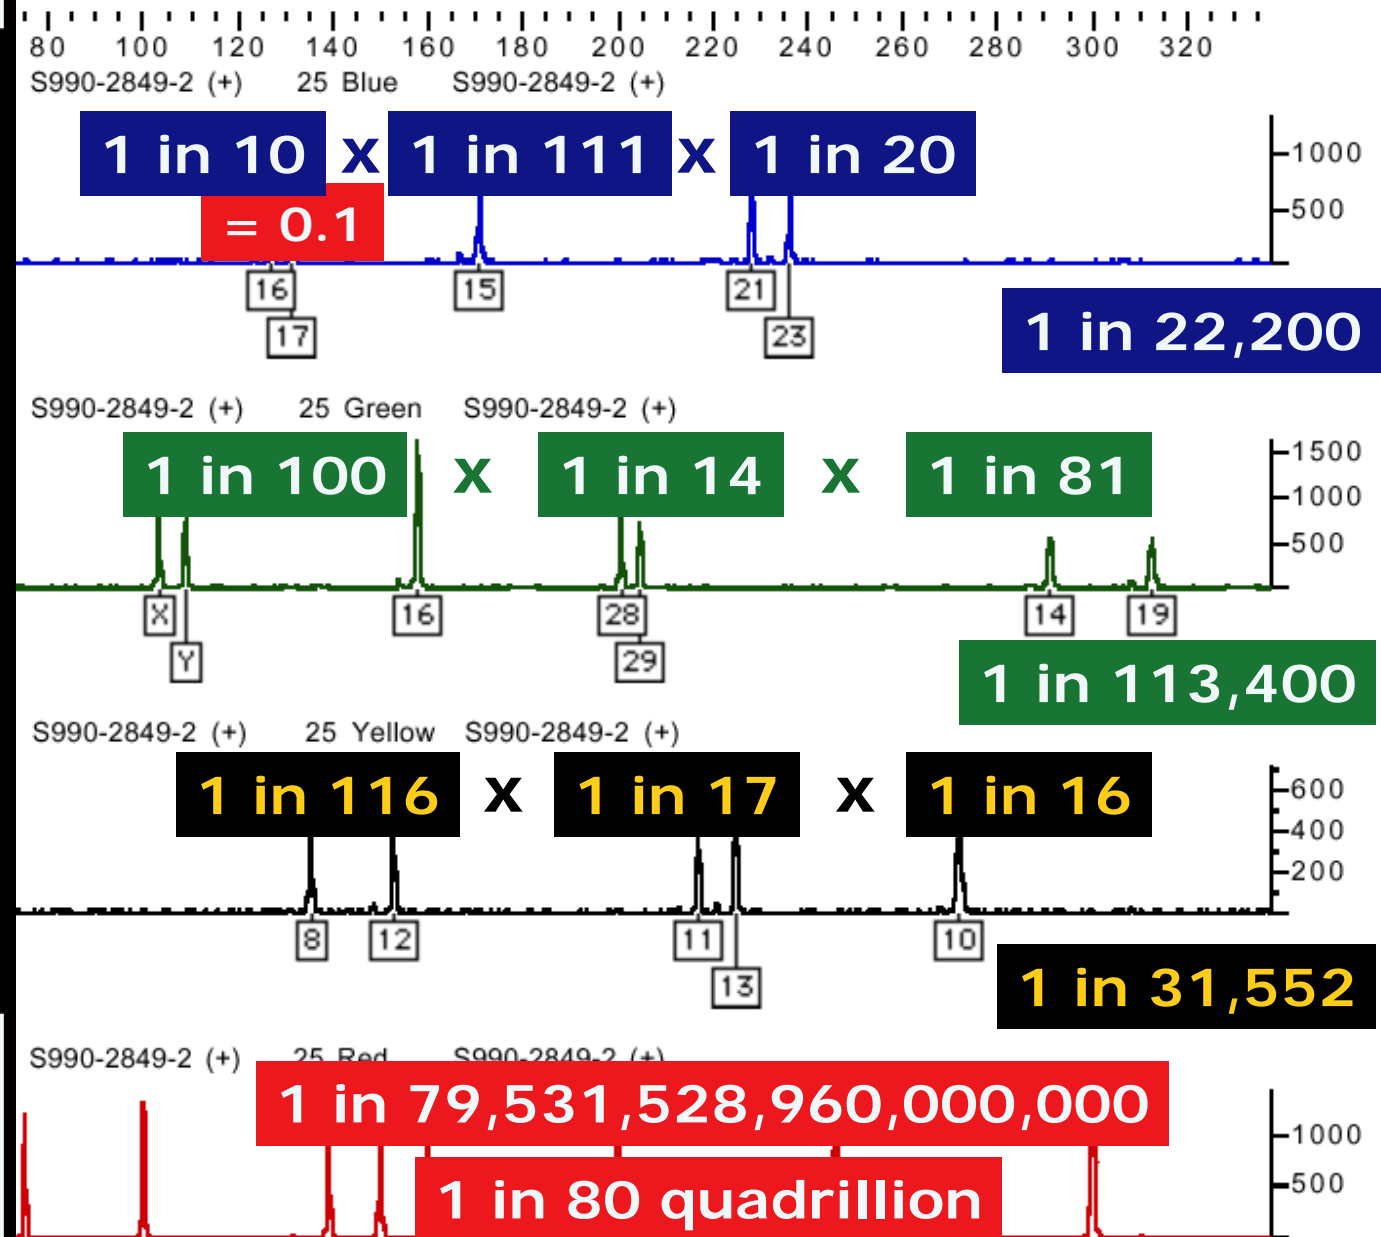 80 100 120 140 160 180 200 220 240 260 280 300 320
S990-2849-2 (+) 25 Blue S990-2849-2 (+)
1 in 10 x 1 in 111 x 1 in 20
1000
= 0.1
500
16 15 21
17 23
1 in 22,200
S990-2849-2 (+) 25 Green S990-2849-2 (+)
1 in 100 x 1 in 14 x 1 in 81
1500
1000
500
X 16 28 14 19
Y 29
1 in 113,400
S990-2849-2 (+) 25 Yellow S990-2849-2 (+)
1 in 116 x 1 in 17 x 1 in 16
600
400
200
8 12 11 10
13
1 in 31,552
S990-2849-2 (+) 25 Red S990-2849-2 (+)
1 in 79,531,528,960,000,000
1000
1 in 80 quadrillion
500